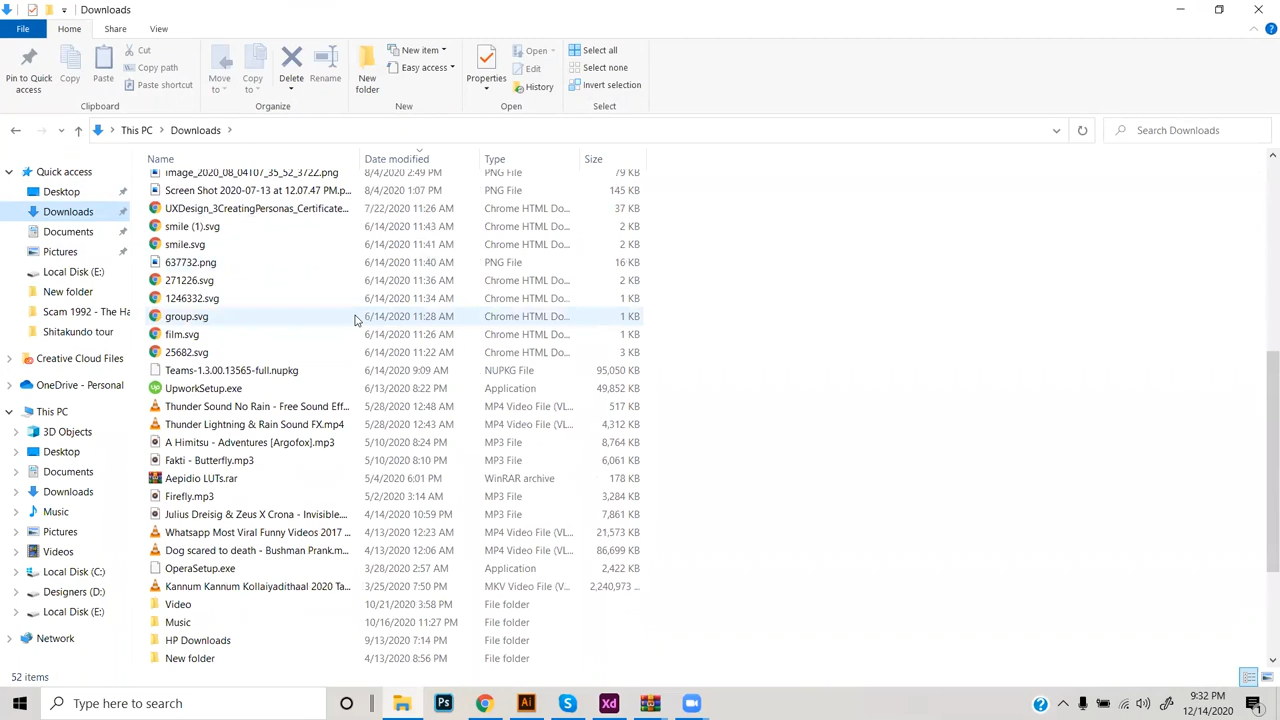 Downloads
File Home Share View
Pin to Quick access Copy Paste Cut Copy path Paste shortcut Move to Copy to Delete Rename New folder New item Easy access Properties Open Edit History Select all Select none Invert selection
Clipboard Organize New Open Select
This PC Downloads Search Downloads
Name Date modified Type Size
Quick access
Desktop
Downloads
Documents
Pictures
Local Disk (E:)
New folder
Scam 1992 - The Ha
Shitakundo tour
Creative Cloud Files
OneDrive - Personal
This PC
3D Objects
Desktop
Documents
Downloads
Music
Pictures
Videos
Local Disk (C:)
Designers (D:)
Local Disk (E:)
Network
image_2020_08_04T07_35_52_372Z.png 8/4/2020 2:49 PM PNG File 79 KB
Screen Shot 2020-07-13 at 12.07.47 PM.p... 8/4/2020 1:07 PM PNG File 145 KB
UXDesign_3CreatingPersonas_Certificate... 7/22/2020 11:26 AM Chrome HTML Do... 37 KB
smile (1).svg 6/14/2020 11:43 AM Chrome HTML Do... 2 KB
smile.svg 6/14/2020 11:41 AM Chrome HTML Do... 2 KB
637732.png 6/14/2020 11:40 AM PNG File 16 KB
271226.svg 6/14/2020 11:36 AM Chrome HTML Do... 2 KB
1246332.svg 6/14/2020 11:34 AM Chrome HTML Do... 1 KB
group.svg 6/14/2020 11:28 AM Chrome HTML Do... 1 KB
film.svg 6/14/2020 11:26 AM Chrome HTML Do... 1 KB
25682.svg 6/14/2020 11:22 AM Chrome HTML Do... 3 KB
Teams-1.3.00.13565-full.nupkg 6/14/2020 9:09 AM NUPKG File 95,050 KB
UpworkSetup.exe 6/13/2020 8:22 PM Application 49,852 KB
Thunder Sound No Rain - Free Sound Eff... 5/28/2020 12:48 AM MP4 Video File (VL... 517 KB
Thunder Lightning & Rain Sound FX.mp4 5/28/2020 12:43 AM MP4 Video File (VL... 4,312 KB
A Himitsu - Adventures [Argofox].mp3 5/10/2020 8:24 PM MP3 File 8,764 KB
Fakti - Butterfly.mp3 5/10/2020 8:10 PM MP3 File 6,061 KB
Aepidio LUTs.rar 5/4/2020 6:01 PM WinRAR archive 178 KB
Firefly.mp3 5/2/2020 3:14 AM MP3 File 3,284 KB
Julius Dreisig & Zeus X Crona - Invisible.... 4/14/2020 10:59 PM MP3 File 7,861 KB
Whatsapp Most Viral Funny Videos 2017 ... 4/13/2020 12:23 AM MP4 Video File (VL... 21,573 KB
Dog scared to death - Bushman Prank.m... 4/13/2020 12:06 AM MP4 Video File (VL... 86,699 KB
OperaSetup.exe 3/28/2020 2:57 AM Application 2,422 KB
Kannum Kannum Kollaiyadithaal 2020 Ta... 3/25/2020 7:50 PM MKV Video File (V... 2,240,973 ...
Video 10/21/2020 3:58 PM File folder
Music 10/16/2020 11:27 PM File folder
HP Downloads 9/13/2020 7:14 PM File folder
New folder 4/13/2020 8:56 PM File folder
52 items
Type here to search
Ps Ai S Xd
9:32 PM
12/14/2020
1